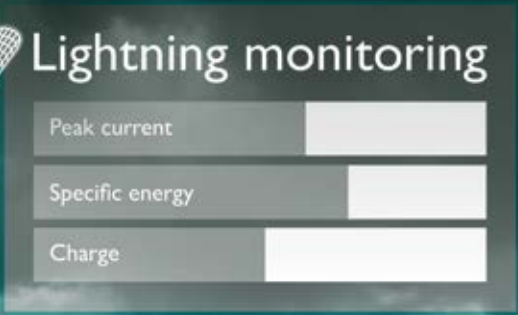 Lightning monitoring
Peak current
Specific energy
Charge